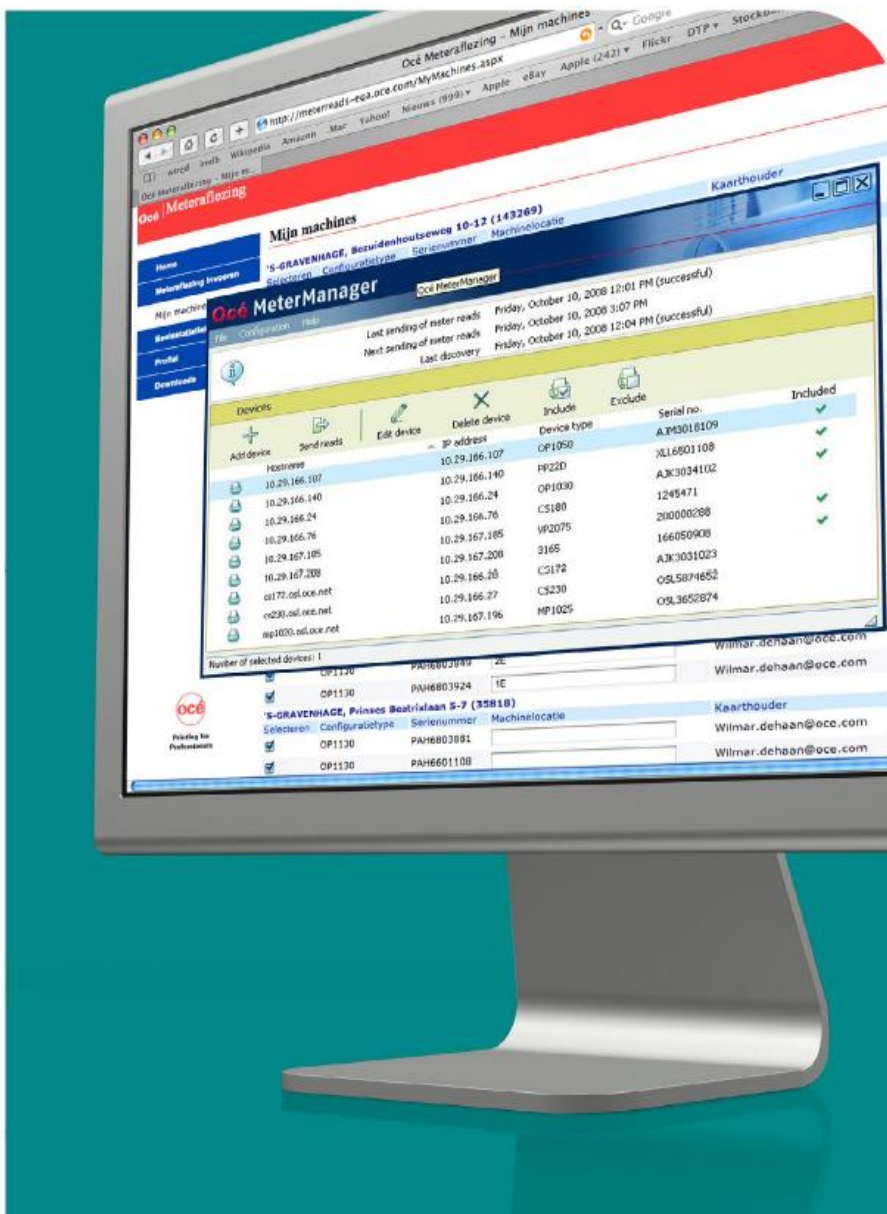 Océ Meteraflezing - Mijn machines
http://meterreads-eqa.oce.com/MyMachines.aspx
Q- Google
wired imdb Wikipedia Amazon Mac Yahoo! Nieuws (999) Apple eBay Apple (242) Flickr DTP
Océ Meteraflezing - Mijn m...
Océ Meteraflezing
Home
Meteraflezing Invoeren
Mijn machine
Profiel
Downloads
Mijn machines
'S-GRAVENHAGE, Bezuidenhoutseweg 10-12 (143269)
Selecteren Configuratietype Serienummer Machinelocatie Kaarthouder
Océ MeterManager
Océ MeterManager
File Configuration Help
Last sending of meter reads Friday, October 10, 2008 12:01 PM (successful)
Next sending of meter reads Friday, October 10, 2008 3:07 PM
Last discovery Friday, October 10, 2008 12:04 PM (successful)
Devices
Add device Send reads Edit device Delete device Include Exclude
Hostname IP address Device type Serial no. Included
10.29.166.107 10.29.166.107 OP1050 AJM3018109
10.29.166.140 10.29.166.140 PP22D XLL6601108
10.29.166.24 10.29.166.24 OP1030 AJK3034102
10.29.166.76 10.29.166.76 CS180 1245471
10.29.167.185 10.29.167.185 VP2075 200000288
10.29.167.208 10.29.167.208 3165 166050908
cs172.osl.oce.net 10.29.166.28 CS172 AJK3031023
cs230.osl.oce.net 10.29.166.27 CS230 OSL5874652
mp1020.osl.oce.net 10.29.167.196 MP1025 OSL3652874
Number of selected devices: 1
OP1130 PAH6803849 2E Wilmar.dehaan@oce.com
OP1130 PAH6803924 1E Wilmar.dehaan@oce.com
'S-GRAVENHAGE, Prinses Beatrixlaan 5-7 (35818)
Selecteren Configuratietype Serienummer Machinelocatie Kaarthouder
OP1130 PAH6803881 Wilmar.dehaan@oce.com
OP1130 PAH6601108 Wilmar.dehaan@oce.com
océ
Printing for
Professionals